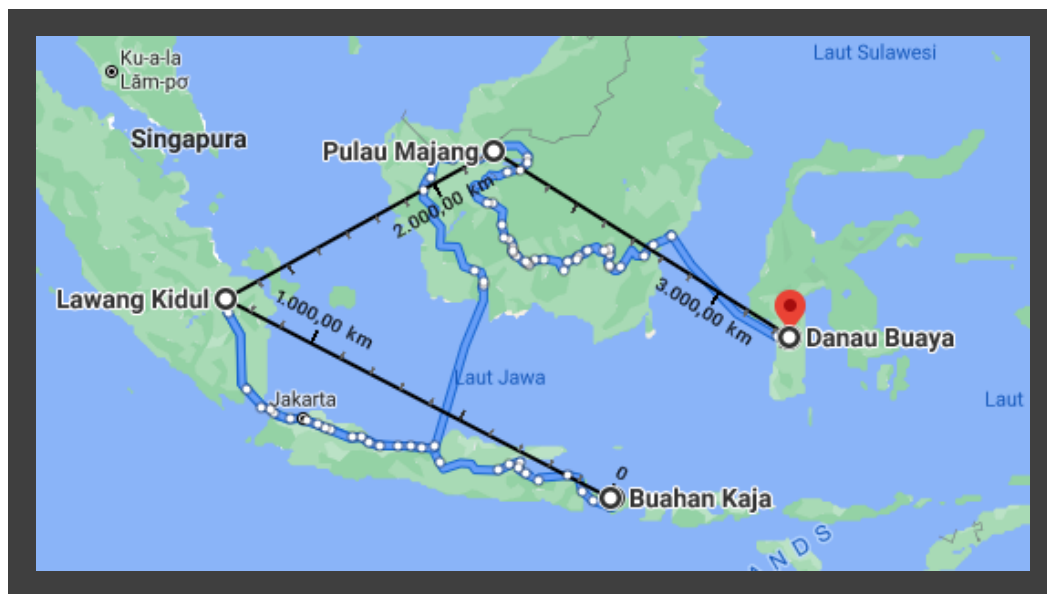 Laut Sulawesi
Ku-a-la
Lăm-pơ
Singapura
Pulau Majang
2.000,00 km
Lawang Kidul
1.000,00 km
3.000,00 km
Danau Buaya
Laut Jawa
Jakarta
Laut
0
Buahan Kaja
ANDS